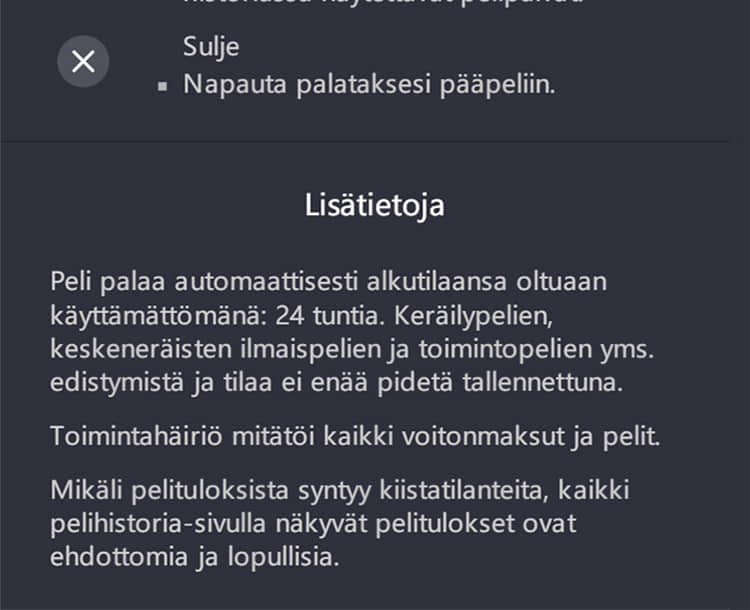 Sulje
▪ Napauta palataksesi pääpeliin.
Lisätietoja
Peli palaa automaattisesti alkutilaansa oltuaan
käyttämättömänä: 24 tuntia. Keräilypelien,
keskeneräisten ilmaispelien ja toimintopelien yms.
edistymistä ja tilaa ei enää pidetä tallennettuna.
Toimintahäiriö mitätöi kaikki voitonmaksut ja pelit.
Mikäli pelituloksista syntyy kiistatilanteita, kaikki
pelihistoria-sivulla näkyvät pelitulokset ovat
ehdottomia ja lopullisia.